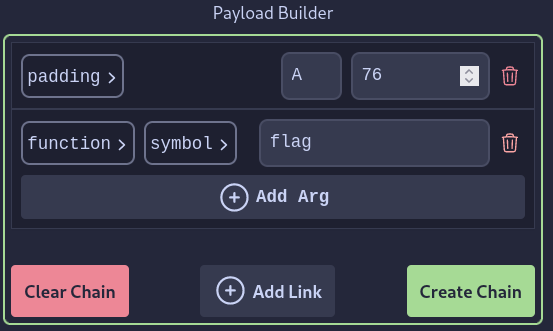 Payload Builder
padding > A 76
function > symbol > flag
Add Arg
Clear Chain Add Link Create Chain